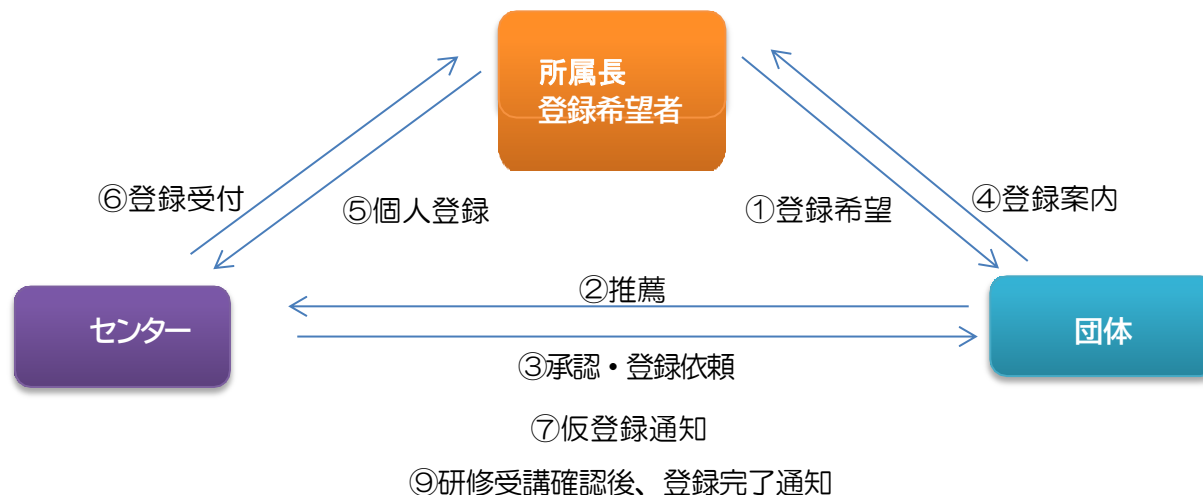 所属長
登録希望者
⑥登録受付
⑤個人登録
①登録希望
④登録案内
②推薦
センター
団体
③承認・登録依頼
⑦仮登録通知
⑨研修受講確認後、登録完了通知